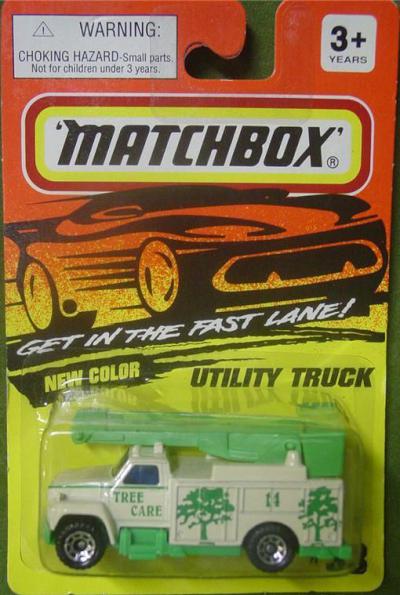 ⚠ WARNING:
CHOKING HAZARD-Small parts.
Not for children under 3 years.
3+
YEARS
'MATCHBOX'®
GET IN THE FAST LANE!
NEW COLOR
UTILITY TRUCK
TREE
CARE
14